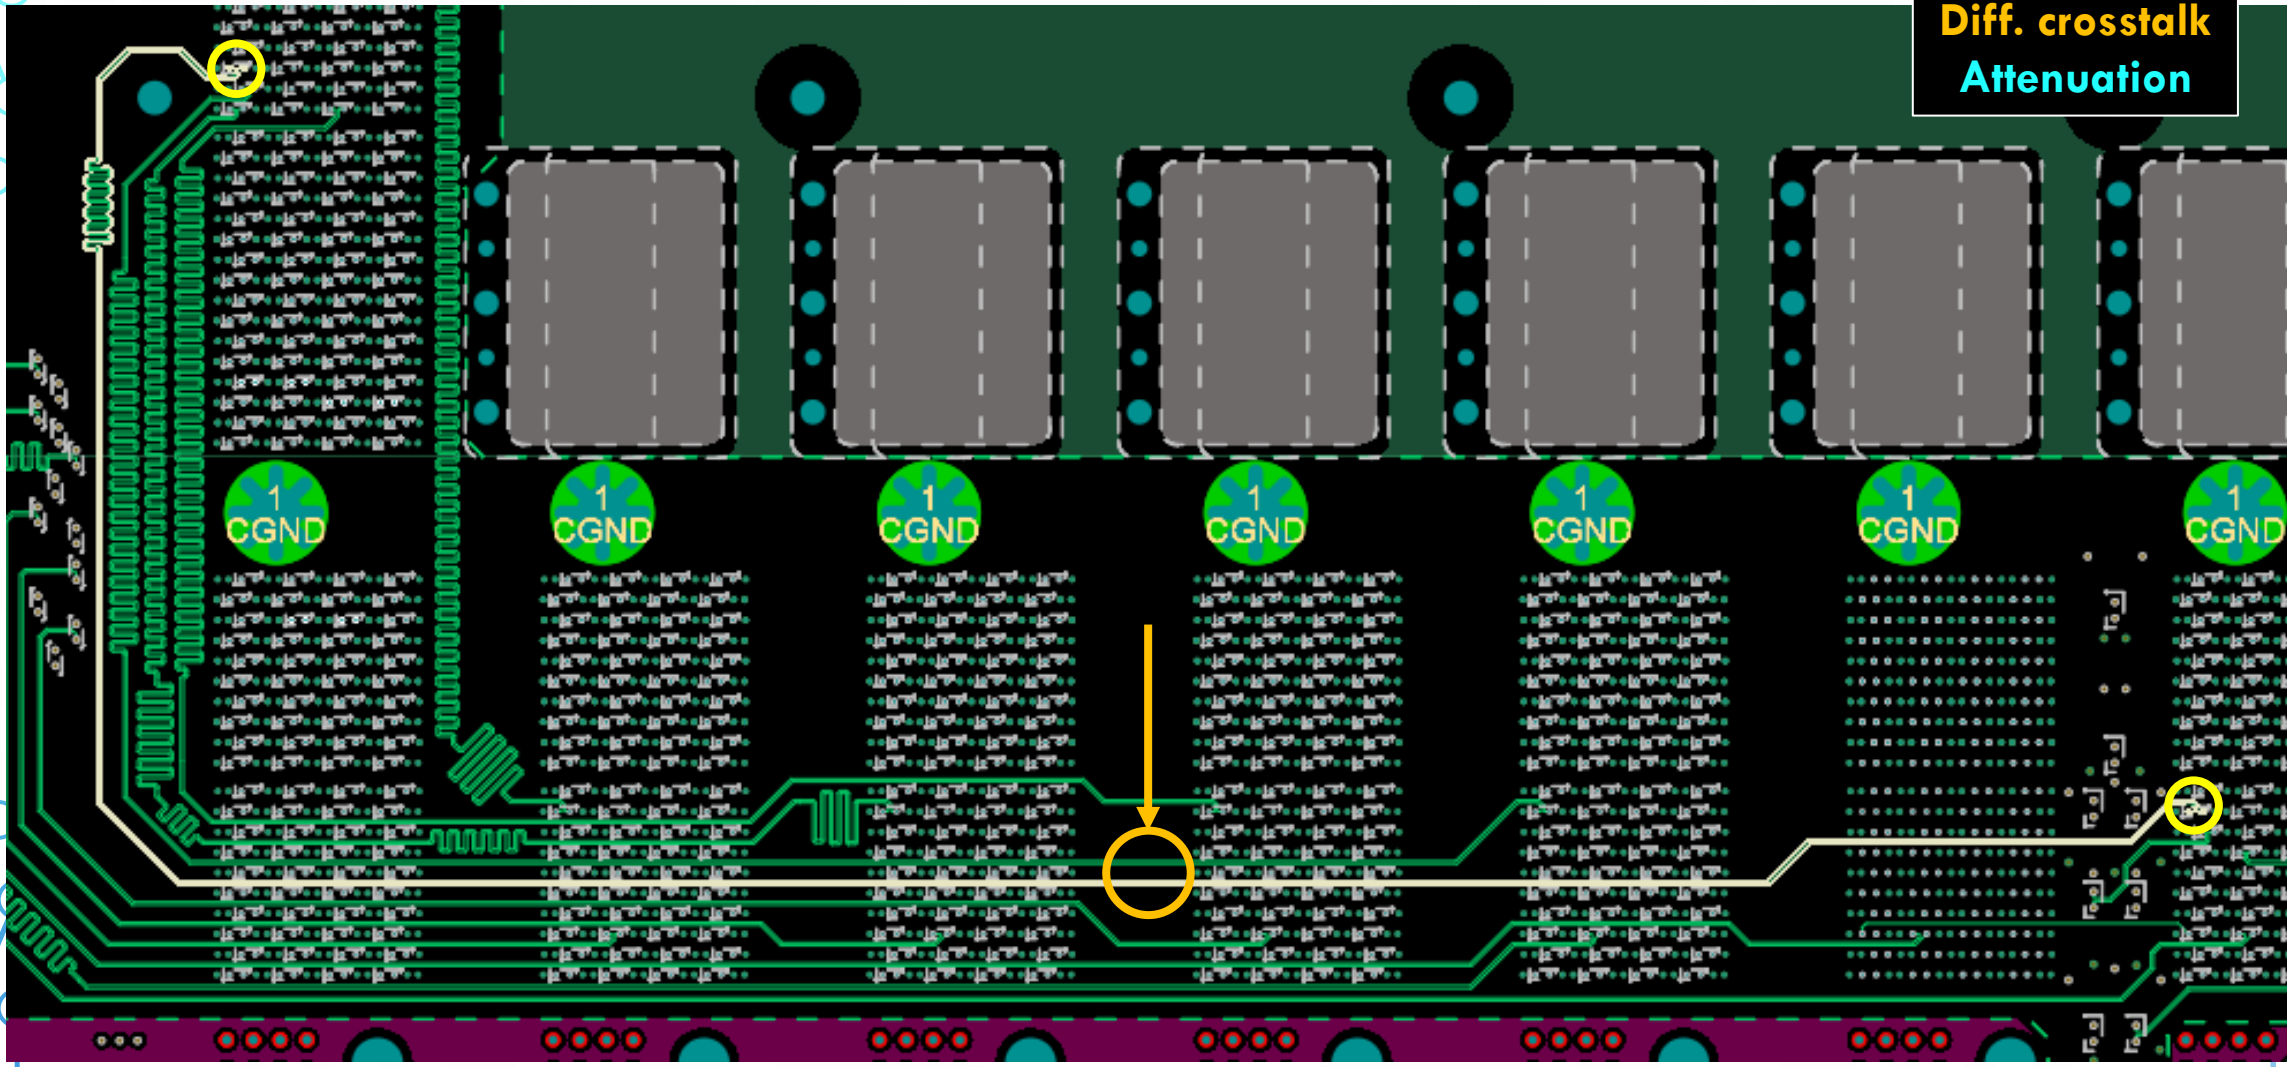 Diff. crosstalk
Attenuation
1
CGND
1
CGND
1
CGND
1
CGND
1
CGND
1
CGND
1
CGND